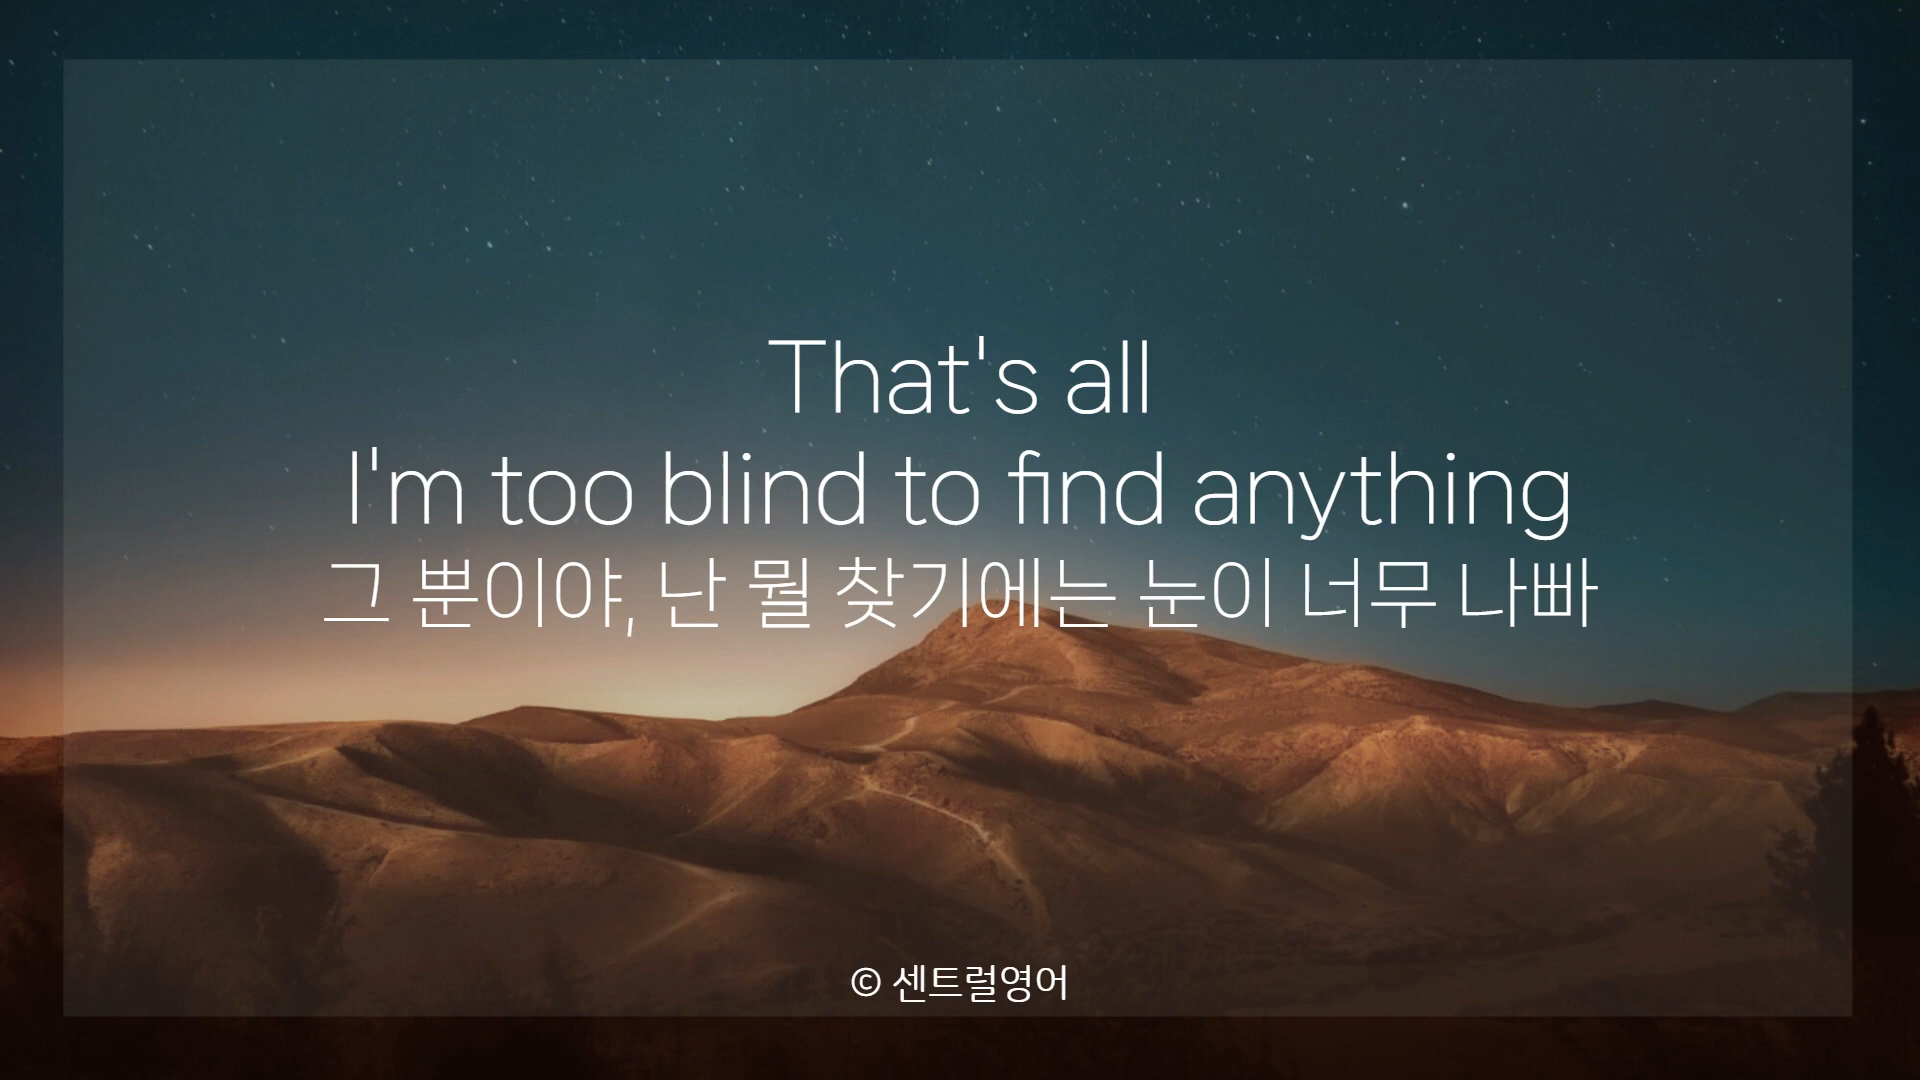 That's all
I'm too blind to find anything
그 뿐이야, 난 뭘 찾기에는 눈이 너무 나빠
© 센트럴영어